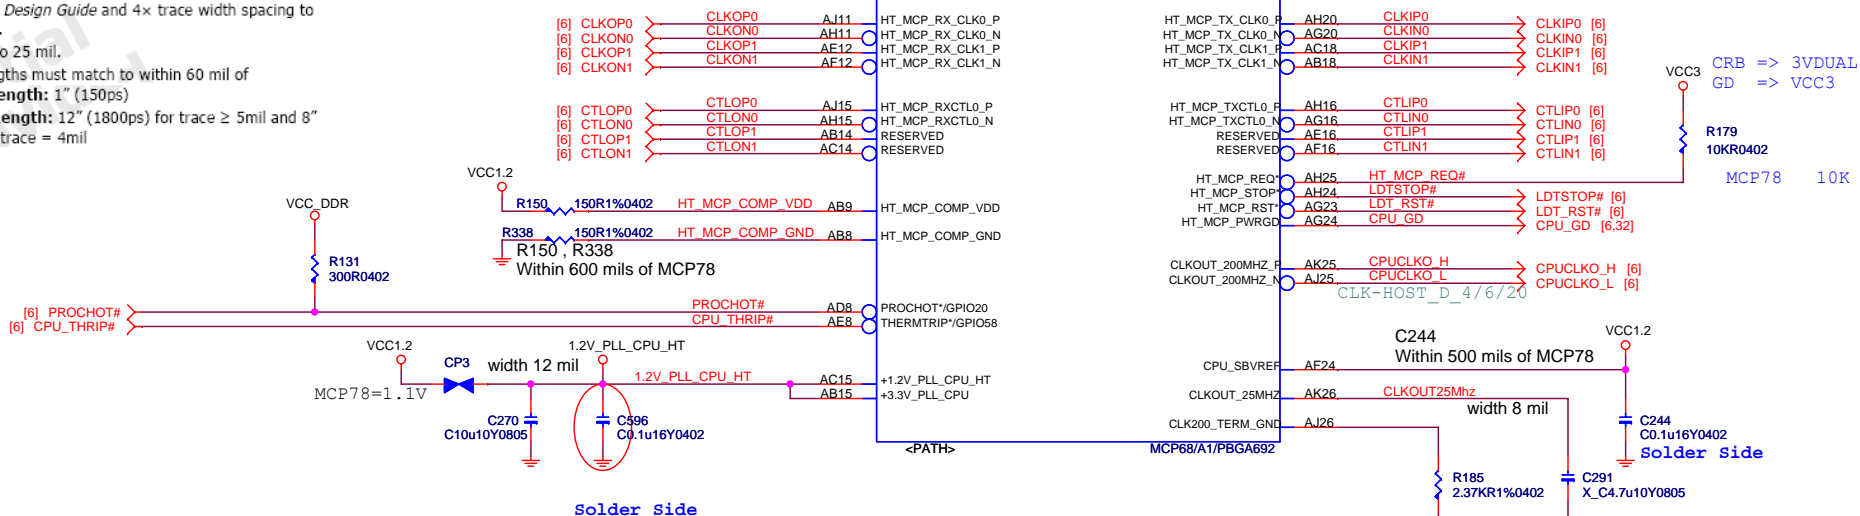 Design Guide and 4× trace width spacing to
o 25 mil.
gths must match to within 60 mil of
ength: 1″ (150ps)
ength: 12″ (1800ps) for trace ≥ 5mil and 8″
trace = 4mil
[6] CLKOP0 CLKOP0 AJ11 HT_MCP_RX_CLK0_P
[6] CLKON0 CLKON0 AH11 HT_MCP_RX_CLK0_N
[6] CLKOP1 CLKOP1 AE12 HT_MCP_RX_CLK1_P
[6] CLKON1 CLKON1 AF12 HT_MCP_RX_CLK1_N
[6] CTLOP0 CTLOP0 AJ15 HT_MCP_RXCTL0_P
[6] CTLON0 CTLON0 AH15 HT_MCP_RXCTL0_N
[6] CTLOP1 CTLOP1 AB14 RESERVED
[6] CTLON1 CTLON1 AC14 RESERVED
VCC1.2
R150 150R1%0402 HT_MCP_COMP_VDD AB9 HT_MCP_COMP_VDD
R338 150R1%0402 HT_MCP_COMP_GND AB8 HT_MCP_COMP_GND
R150 , R338
Within 600 mils of MCP78
VCC_DDR
R131
300R0402
[6] PROCHOT# PROCHOT# AD8 PROCHOT*/GPIO20
[6] CPU_THRIP# CPU_THRIP# AE8 THERMTRIP*/GPIO58
VCC1.2
CP3
width 12 mil
1.2V_PLL_CPU_HT
MCP78=1.1V
1.2V_PLL_CPU_HT AC15 +1.2V_PLL_CPU_HT
AB15 +3.3V_PLL_CPU
C270
C10u10Y0805
C596
C0.1u16Y0402
Solder Side
<PATH>
MCP68/A1/PBGA692
HT_MCP_TX_CLK0_P AH20 CLKIP0 CLKIP0 [6]
HT_MCP_TX_CLK0_N AG20 CLKIN0 CLKIN0 [6]
HT_MCP_TX_CLK1_P AC18 CLKIP1 CLKIP1 [6]
HT_MCP_TX_CLK1_N AB18 CLKIN1 CLKIN1 [6]
HT_MCP_TXCTL0_P AH16 CTLIP0 CTLIP0 [6]
HT_MCP_TXCTL0_N AG16 CTLIN0 CTLIN0 [6]
RESERVED AE16 CTLIP1 CTLIP1 [6]
RESERVED AF16 CTLIN1 CTLIN1 [6]
HT_MCP_REQ* AH25 HT_MCP_REQ#
HT_MCP_STOP* AH24 LDTSTOP# LDTSTOP# [6]
HT_MCP_RST* AG23 LDT_RST# LDT_RST# [6]
HT_MCP_PWRGD AG24 CPU_GD CPU_GD [6,32]
CLKOUT_200MHZ_P AK25 CPUCLKO_H CPUCLKO_H [6]
CLKOUT_200MHZ_N AJ25 CPUCLKO_L CPUCLKO_L [6]
CLK-HOST_D_4/6/20
VCC3
CRB => 3VDUAL
GD => VCC3
R179
10KR0402
MCP78 10K
C244
Within 500 mils of MCP78
VCC1.2
CPU_SBVREF AF24
CLKOUT_25MHZ AK26 CLKOUT25Mhz
width 8 mil
CLK200_TERM_GND AJ26
C244
C0.1u16Y0402
Solder Side
R185
2.37KR1%0402
C291
X_C4.7u10Y0805